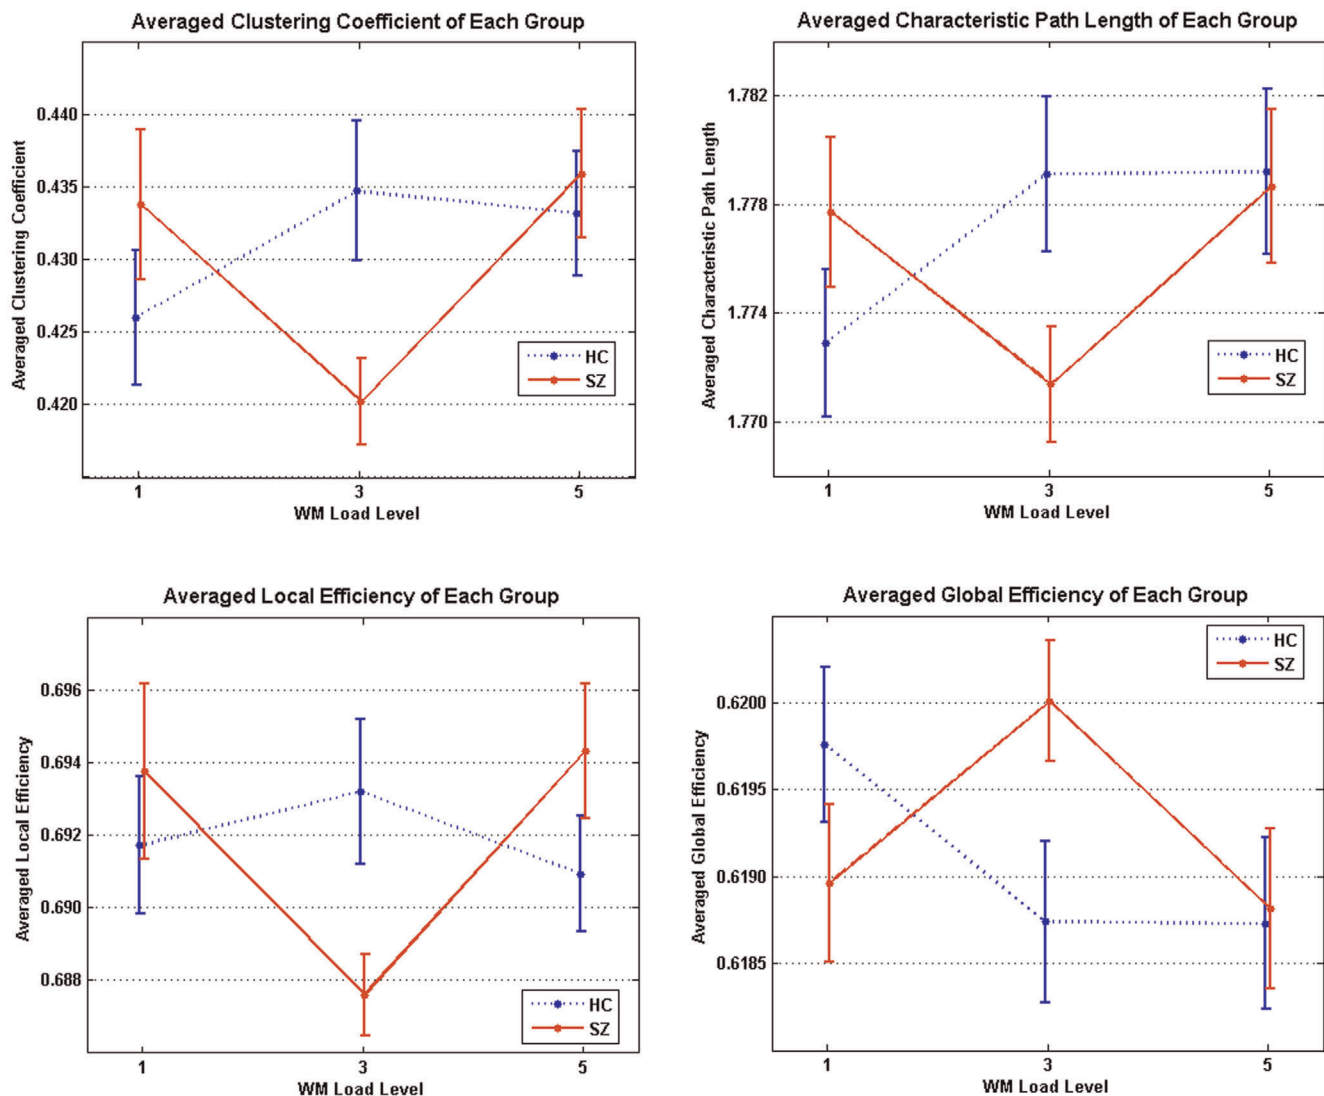 Averaged Clustering Coefficient of Each Group
Averaged Clustering Coefficient
0.440
0.435
0.430
0.425
0.420
HC
SZ
1 3 5
WM Load Level
Averaged Characteristic Path Length of Each Group
Averaged Characteristic Path Length
1.782
1.778
1.774
1.770
HC
SZ
1 3 5
WM Load Level
Averaged Local Efficiency of Each Group
Averaged Local Efficiency
0.696
0.694
0.692
0.690
0.688
HC
SZ
1 3 5
WM Load Level
Averaged Global Efficiency of Each Group
Averaged Global Efficiency
HC
SZ
0.6200
0.6195
0.6190
0.6185
1 3 5
WM Load Level